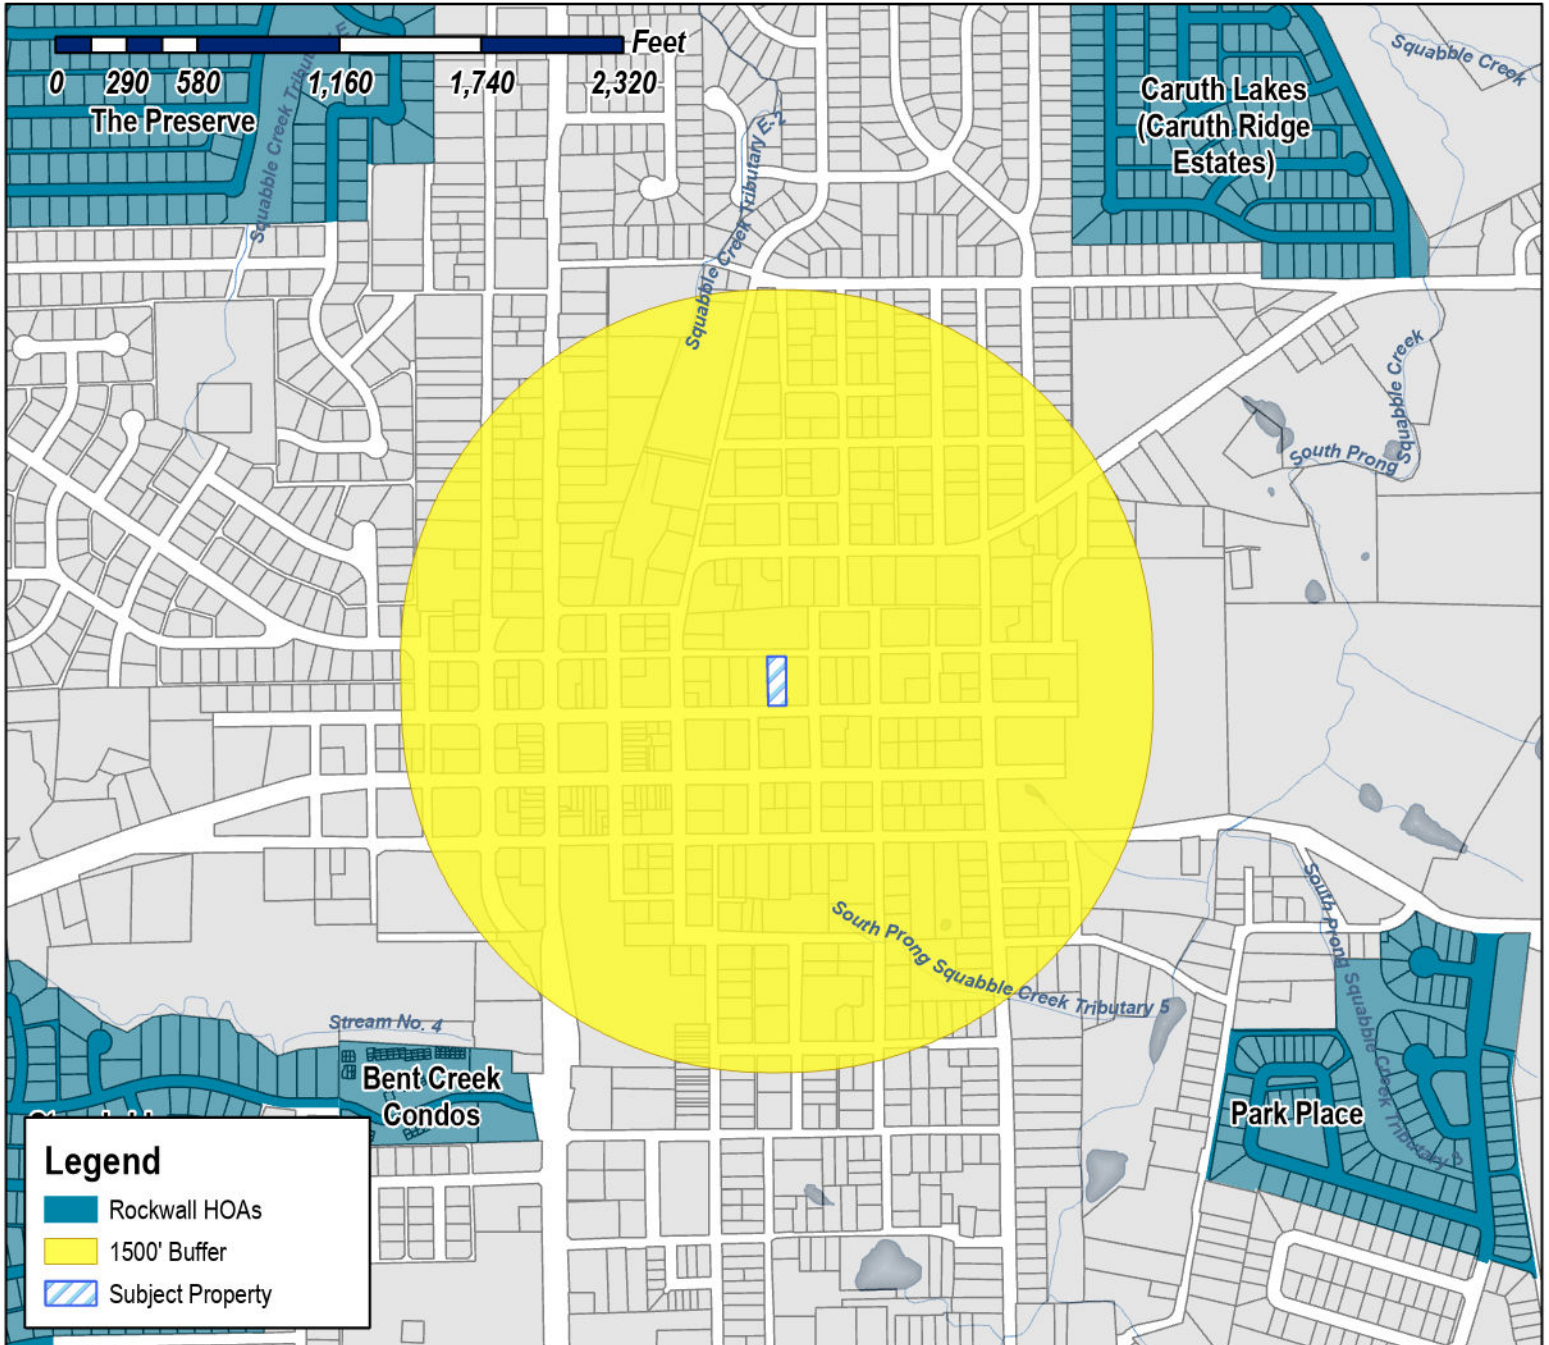 Feet
0 290 580 1,160 1,740 2,320
The Preserve
Squabble Creek
Squabble Creek Tributary E-2
Caruth Lakes
(Caruth Ridge
Estates)
Squabble Creek
Squabble Creek
South Prong
South Prong Squabble Creek Tributary 5
South Prong Squabble Creek Tributary
Stream No. 4
Bent Creek
Condos
Park Place
Legend
Rockwall HOAs
1500' Buffer
Subject Property